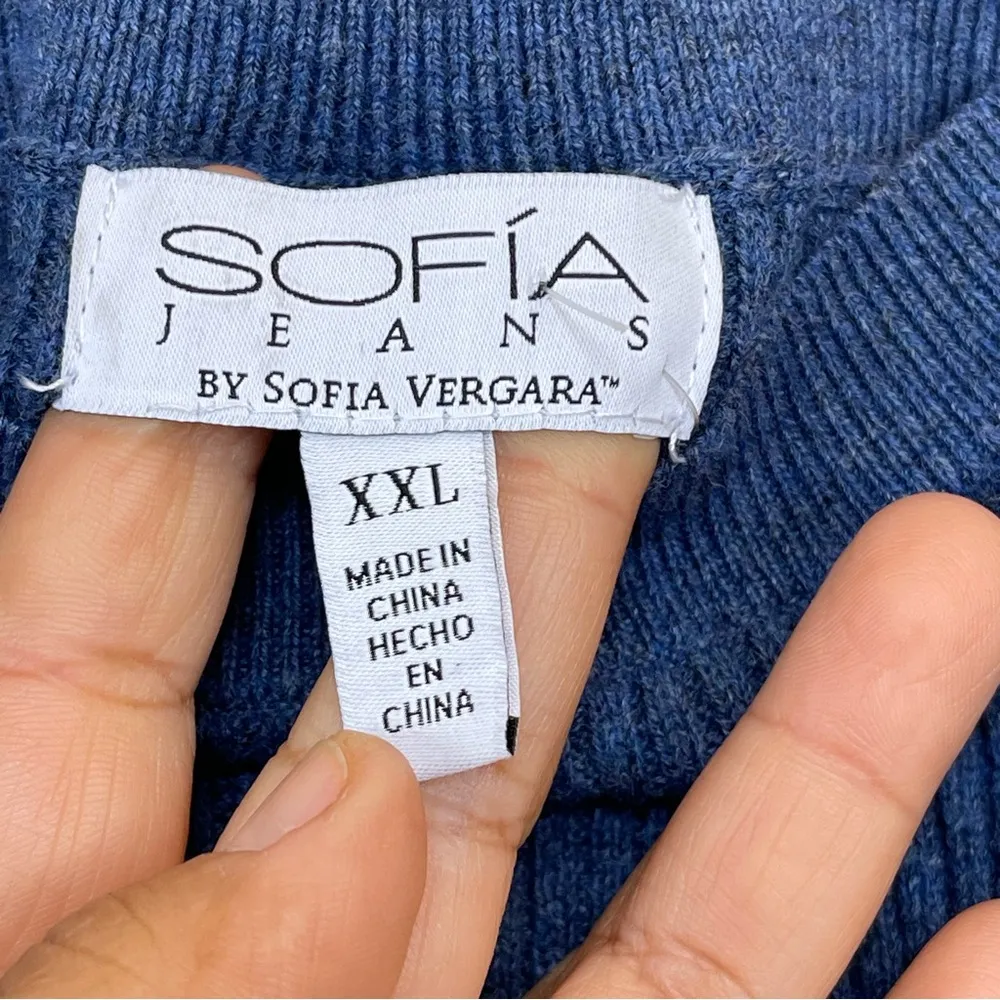 SOFÍA
JEANS
BY SOFIA VERGARA™
XXL
MADE IN
CHINA
HECHO
EN
CHINA